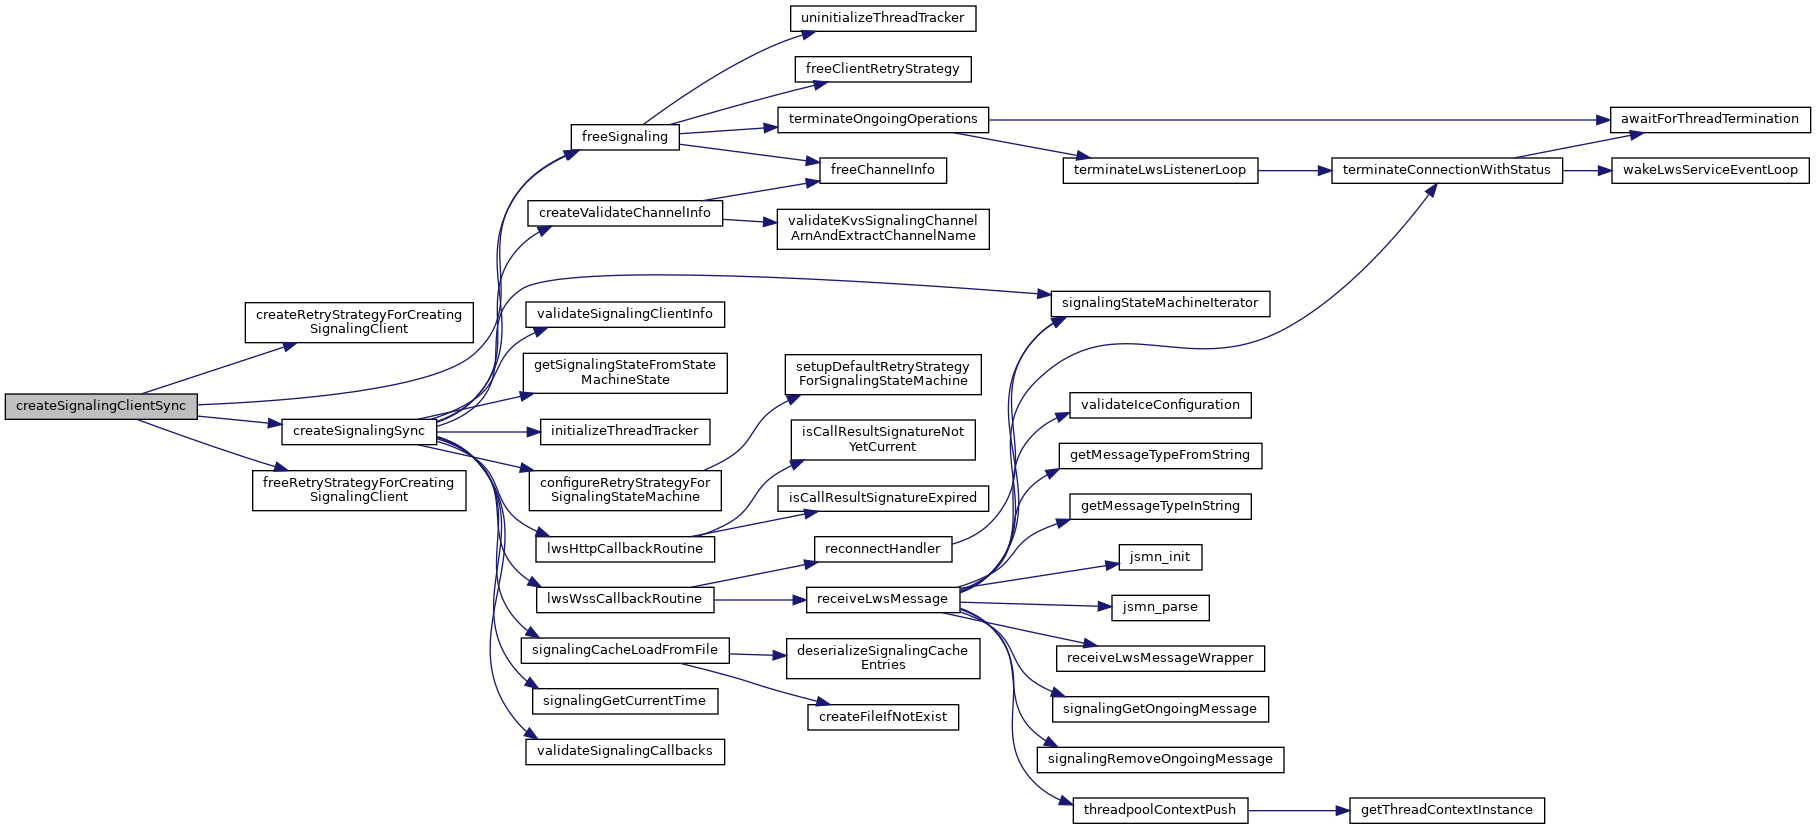 uninitializeThreadTracker
freeClientRetryStrategy
freeSignaling
terminateOngoingOperations
awaitForThreadTermination
freeChannelInfo
terminateLwsListenerLoop
terminateConnectionWithStatus
wakeLwsServiceEventLoop
createValidateChannelInfo
validateKvsSignalingChannel
ArnAndExtractChannelName
createRetryStrategyForCreating
SignalingClient
validateSignalingClientInfo
signalingStateMachineIterator
getSignalingStateFromState
MachineState
setupDefaultRetryStrategy
ForSignalingStateMachine
createSignalingClientSync
createSignalingSync
initializeThreadTracker
isCallResultSignatureNot
YetCurrent
validateIceConfiguration
getMessageTypeFromString
freeRetryStrategyForCreating
SignalingClient
configureRetryStrategyFor
SignalingStateMachine
isCallResultSignatureExpired
getMessageTypeInString
lwsHttpCallbackRoutine
reconnectHandler
jsmn_init
lwsWssCallbackRoutine
receiveLwsMessage
jsmn_parse
signalingCacheLoadFromFile
deserializeSignalingCache
Entries
receiveLwsMessageWrapper
signalingGetCurrentTime
createFileIfNotExist
signalingGetOngoingMessage
validateSignalingCallbacks
signalingRemoveOngoingMessage
threadpoolContextPush
getThreadContextInstance